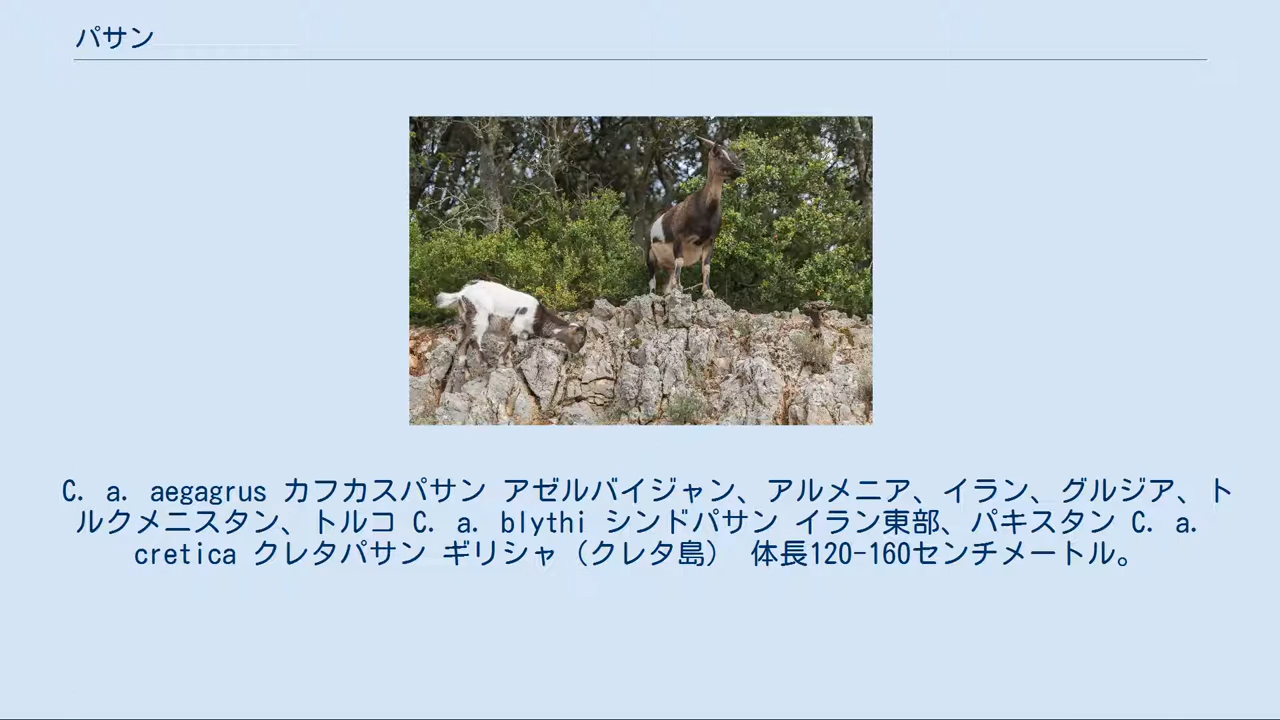 パサン
C. a. aegagrus カフカスパサン アゼルバイジャン、アルメニア、イラン、グルジア、ト
ルクメニスタン、トルコ C. a. blythi シンドパサン イラン東部、パキスタン C. a.
cretica クレタパサン ギリシャ（クレタ島） 体長120-160センチメートル。